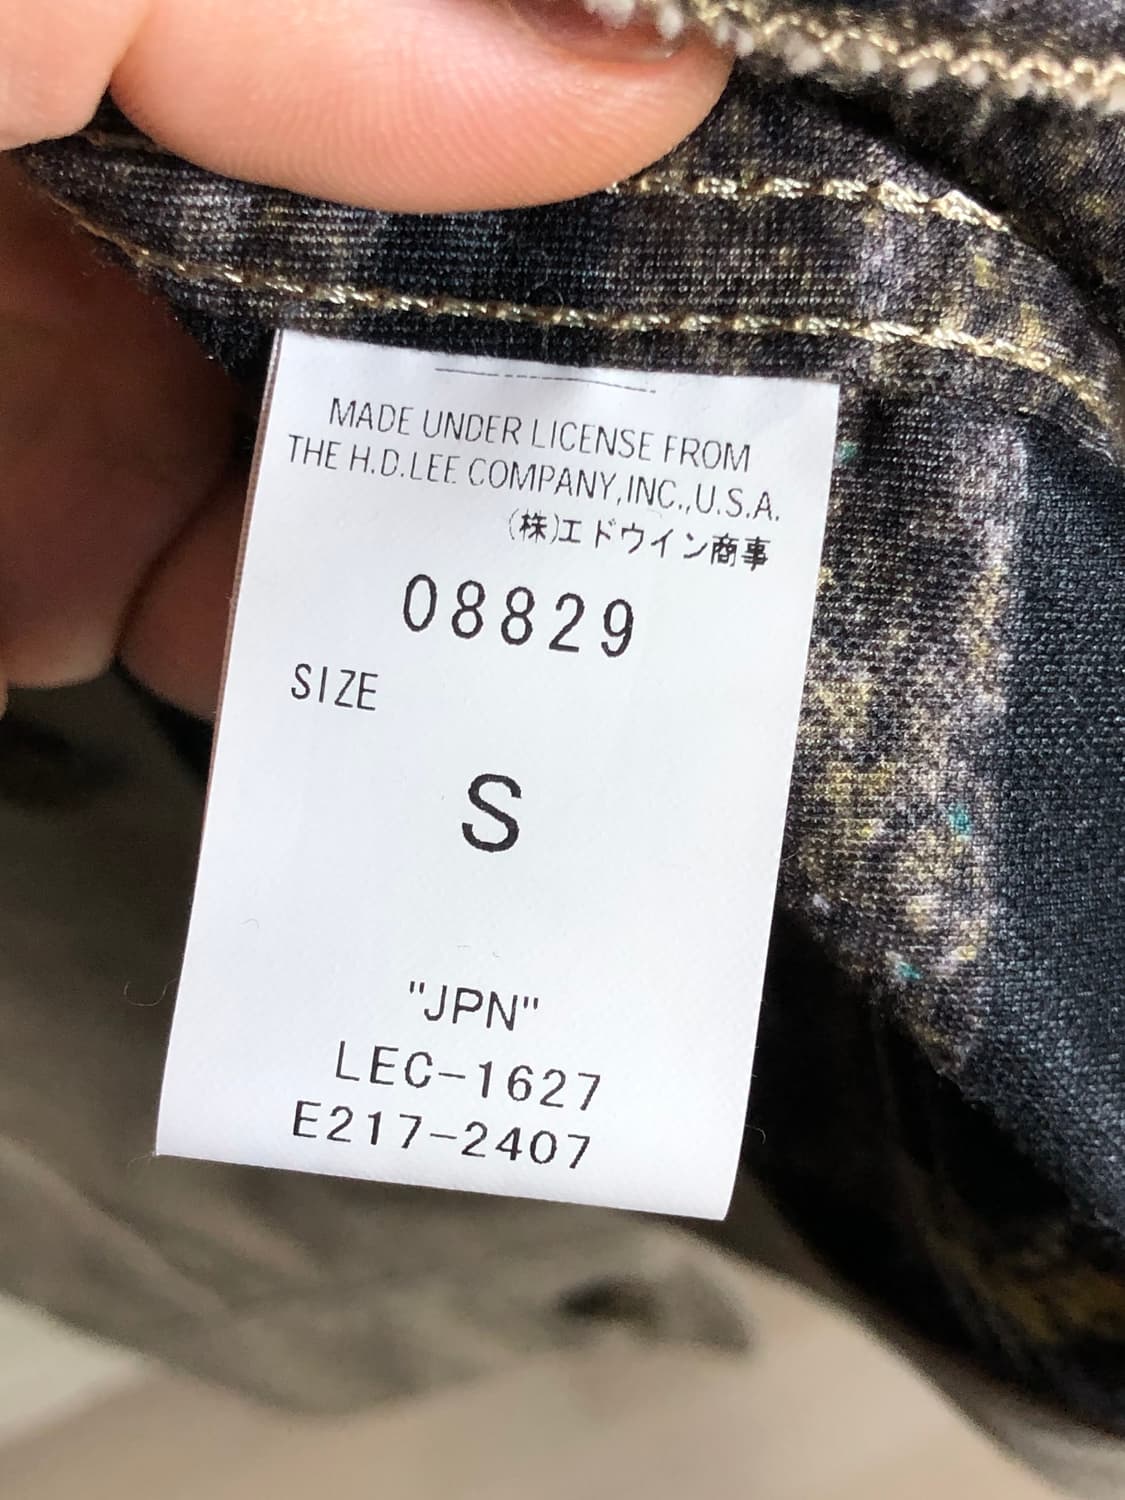 MADE UNDER LICENSE FROM
THE H.D.LEE COMPANY,INC.,U.S.A.
(株)エドウイン商事
08829
SIZE
S
"JPN"
LEC-1627
E217-2407